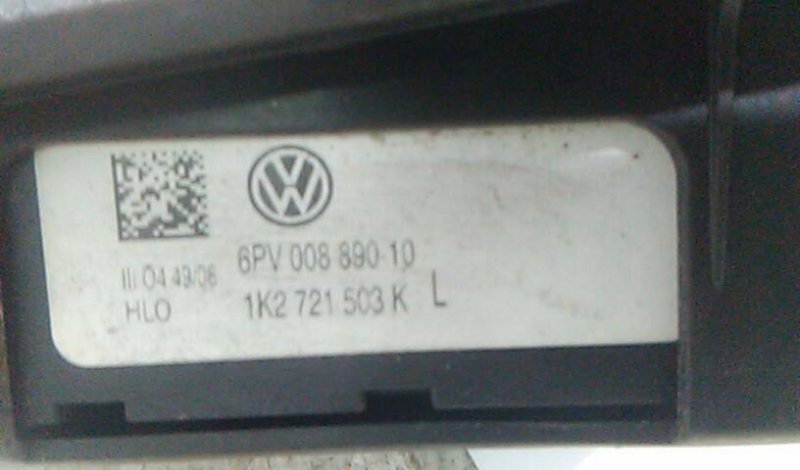 6PV 008 890-10
III 04 49/06
1K2 721 503 K L
HLO